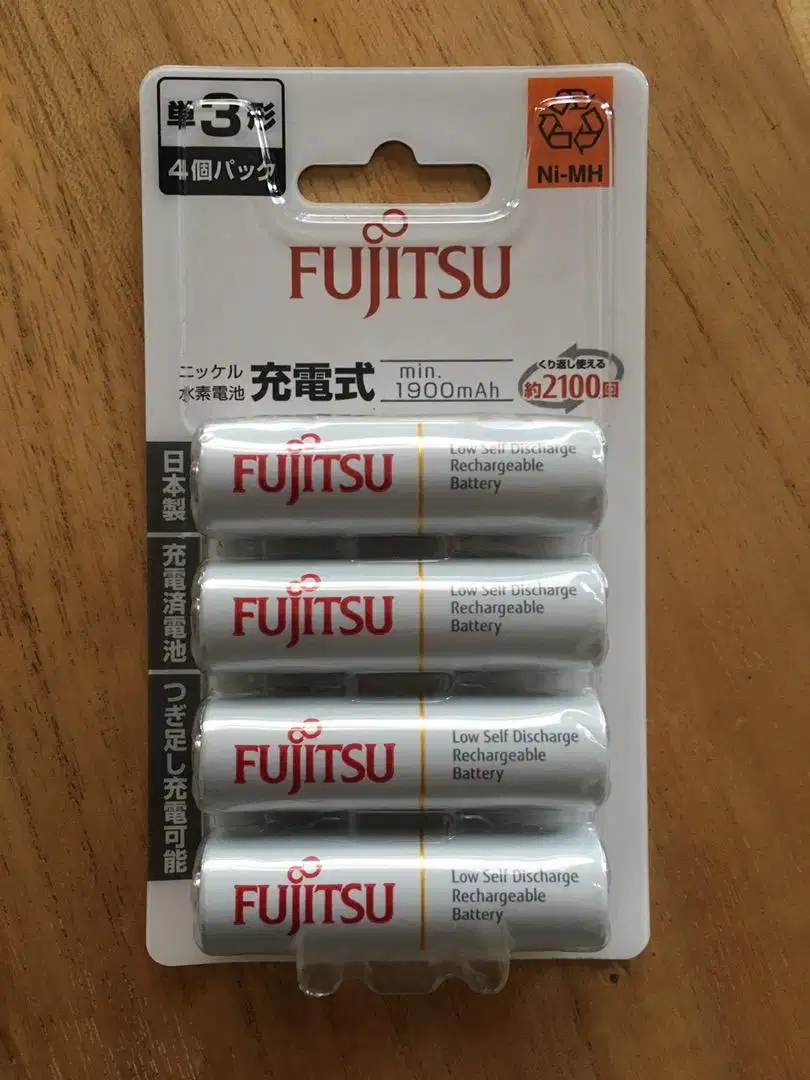 単3形
4個パック
Ni-MH
FUJITSU
ニッケル
水素電池
充電式
min.
1900mAh
くり返し使える
約2100回
日本製
充電済電池
つぎ足し充電可能
FUJITSU
Low Self Discharge
Rechargeable
Battery
FUJITSU
Low Self Discharge
Rechargeable
Battery
FUJITSU
Low Self Discharge
Rechargeable
Battery
FUJITSU
Low Self Discharge
Rechargeable
Battery